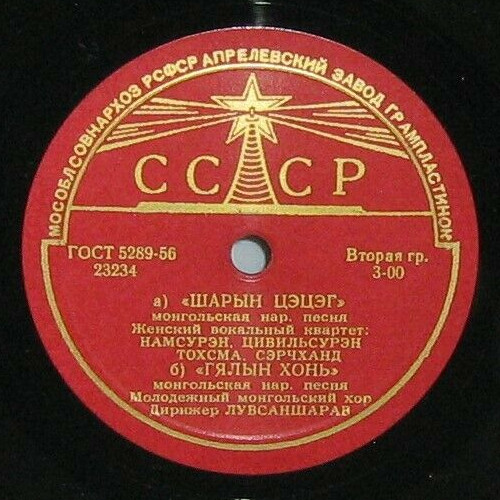 МОСОБЛСОВНАРХОЗ РСФСР АПРЕЛЕВСКИЙ ЗАВОД ГРАМПЛАСТИНОК
СССР
ГОСТ 5289-56
23234
Вторая гр.
3-00
а) «ШАРЫН ЦЭЦЭГ»
монгольская нар. песня
Женский вокальный квартет:
НАМСУРЭН, ЦИВИЛЬСУРЭН
ТОХСМА, СЭРЧХАНД
б) «ГЯЛЫН ХОНЬ»
монгольская нар. песня
Молодежный монгольский хор
Дирижер ЛУВСАНШАРАВ